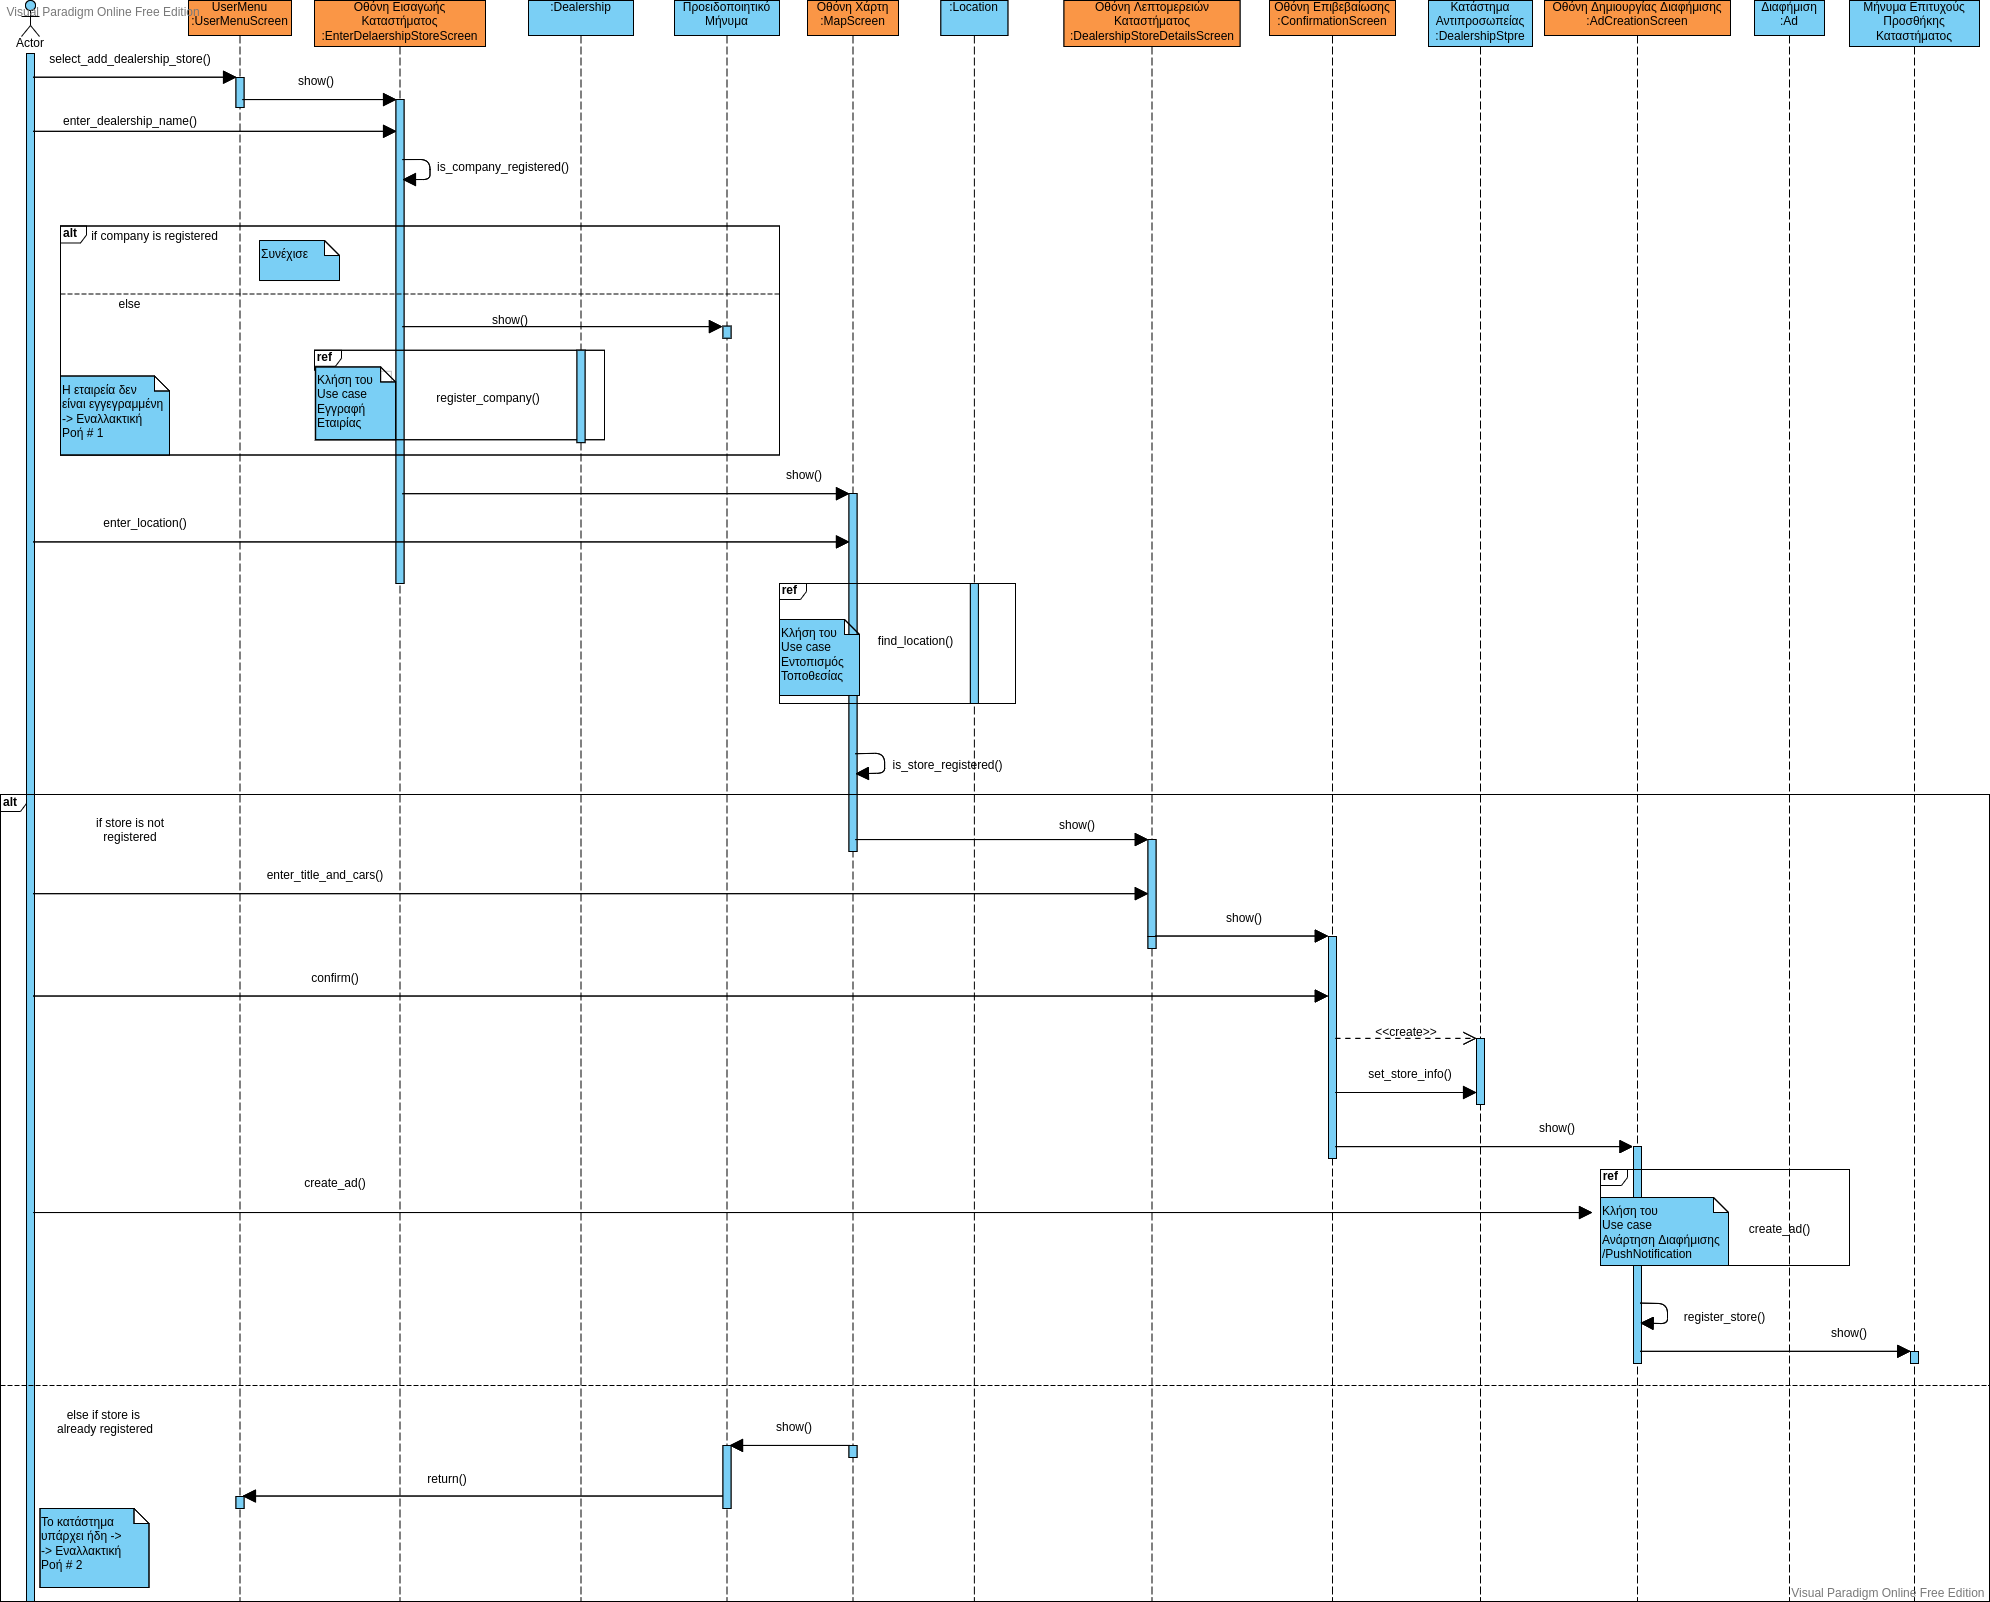 Visual Paradigm Online Free Edition
Actor
UserMenu
:UserMenuScreen
Οθόνη Εισαγωγής
Καταστήματος
:EnterDelaershipStoreScreen
:Dealership
Προειδοποιητικό
Μήνυμα
Οθόνη Χάρτη
:MapScreen
:Location
Οθόνη Λεπτομερειών
Καταστήματος
:DealershipStoreDetailsScreen
Οθόνη Επιβεβαίωσης
:ConfirmationScreen
Κατάστημα
Αντιπροσωπείας
:DealershipStpre
Οθόνη Δημιουργίας Διαφήμισης
:AdCreationScreen
Διαφήμιση
:Ad
Μήνυμα Επιτυχούς
Προσθήκης
Καταστήματος
select_add_dealership_store()
show()
enter_dealership_name()
is_company_registered()
alt
if company is registered
Συνέχισε
else
show()
ref
Κλήση του
Use case
Εγγραφή
Εταιρίας
register_company()
Η εταιρεία δεν
είναι εγγεγραμμένη
-> Εναλλακτική
Ροή # 1
show()
enter_location()
ref
Κλήση του
Use case
Εντοπισμός
Τοποθεσίας
find_location()
is_store_registered()
alt
if store is not
registered
show()
enter_title_and_cars()
show()
confirm()
<<create>>
set_store_info()
show()
create_ad()
ref
Κλήση του
Use case
Ανάρτηση Διαφήμισης
/PushNotification
create_ad()
register_store()
show()
else if store is
already registered
show()
return()
Το κατάστημα
υπάρχει ήδη ->
-> Εναλλακτική
Ροή # 2
Visual Paradigm Online Free Edition